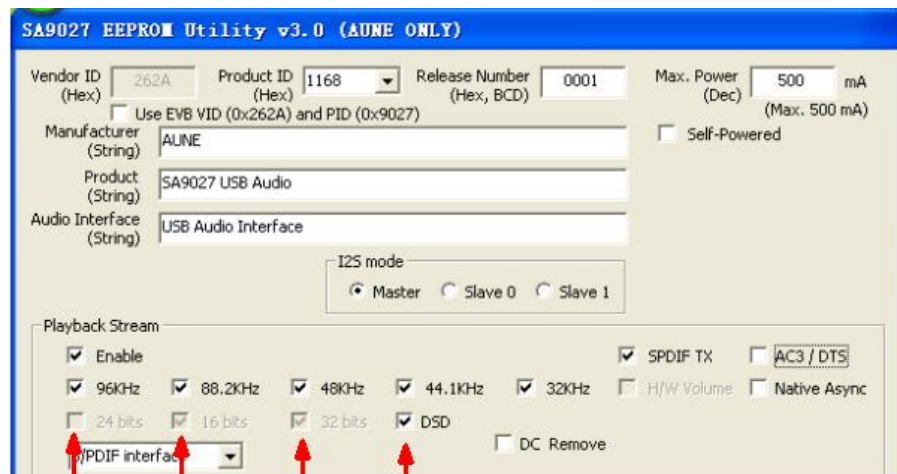 SA9027 EEPROM Utility v3.0 (AUNE ONLY)
Vendor ID (Hex) 262A Product ID (Hex) 1168 Release Number (Hex, BCD) 0001 Max. Power (Dec) 500 mA
(Max. 500 mA)
Use EVB VID (0x262A) and PID (0x9027)
Self-Powered
Manufacturer (String) AUNE
Product (String) SA9027 USB Audio
Audio Interface (String) USB Audio Interface
I2S mode
Master Slave 0 Slave 1
Playback Stream
Enable SPDIF TX AC3 / DTS
96KHz 88.2KHz 48KHz 44.1KHz 32KHz H/W Volume Native Async
24 bits 16 bits 32 bits DSD
DC Remove
S/PDIF interface